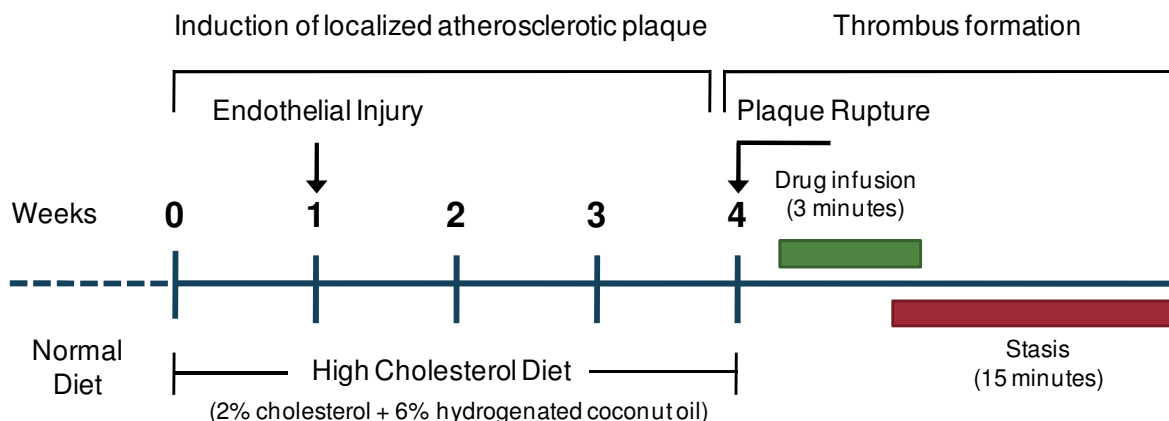 Induction of localized atherosclerotic plaque
Thrombus formation
Endothelial Injury
Plaque Rupture
Drug infusion
(3 minutes)
Weeks 0 1 2 3 4
Normal
Diet
High Cholesterol Diet
(2% cholesterol + 6% hydrogenated coconut oil)
Stasis
(15 minutes)